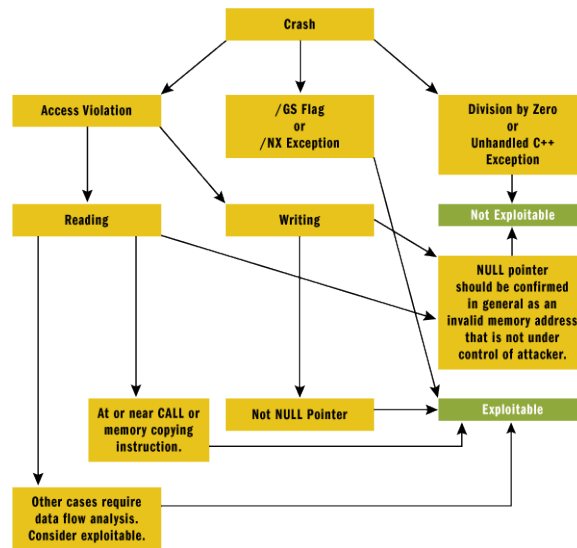 Crash
Access Violation
/GS Flag
or
/NX Exception
Division by Zero
or
Unhandled C++
Exception
Reading
Writing
Not Exploitable
NULL pointer
should be confirmed
in general as an
invalid memory address
that is not under
control of attacker.
At or near CALL or
memory copying
instruction.
Not NULL Pointer
Exploitable
Other cases require
data flow analysis.
Consider exploitable.